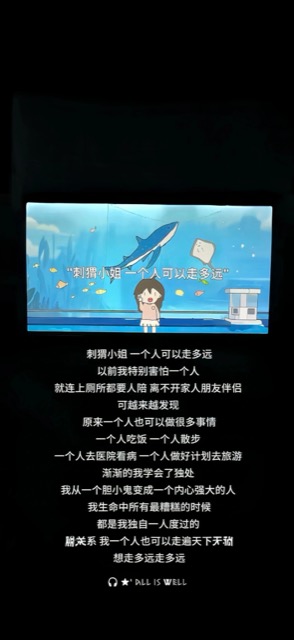 “刺猬小姐 一个人可以走多远”
刺猬小姐 一个人可以走多远
以前我特别害怕一个人
就连上厕所都要人陪 离不开家人朋友伴侣
可越来越发现
原来一个人也可以做很多事情
一个人吃饭 一个人散步
一个人去医院看病 一个人做好计划去旅游
渐渐的我学会了独处
我从一个胆小鬼变成一个内心强大的人
我生命中所有最糟糕的时候
都是我独自一人度过的
关系 我一个人也可以走遍天下
想走多远走多远
ALL IS WELL